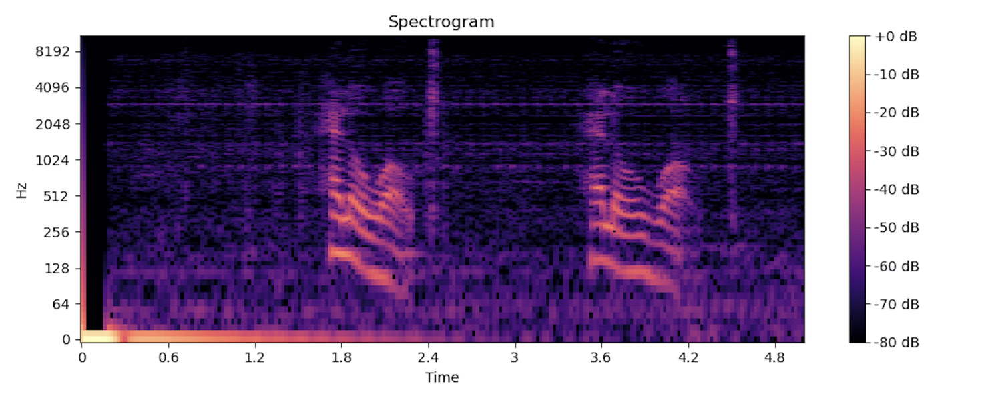 Spectrogram
8192
4096
2048
1024
512
256
128
64
0
Hz
0 0.6 1.2 1.8 2.4 3 3.6 4.2 4.8
Time
+0 dB
-10 dB
-20 dB
-30 dB
-40 dB
-50 dB
-60 dB
-70 dB
-80 dB